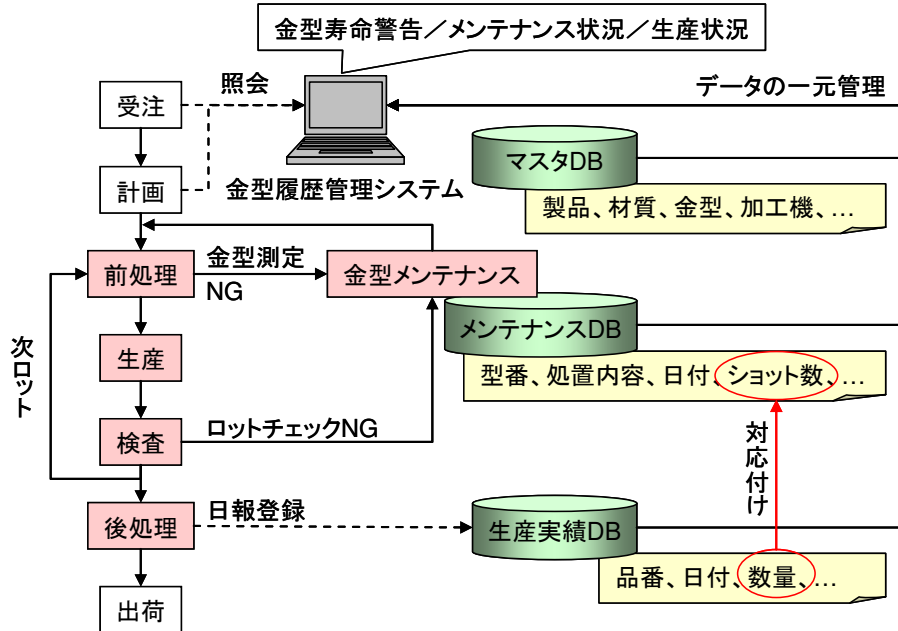 金型寿命警告／メンテナンス状況／生産状況
照会
データの一元管理
受注
マスタDB
計画
金型履歴管理システム
製品、材質、金型、加工機、…
金型測定
前処理
金型メンテナンス
NG
メンテナンスDB
次ロット
生産
型番、処置内容、日付、ショット数、…
ロットチェックNG
検査
対応付け
日報登録
後処理
生産実績DB
品番、日付、数量、…
出荷